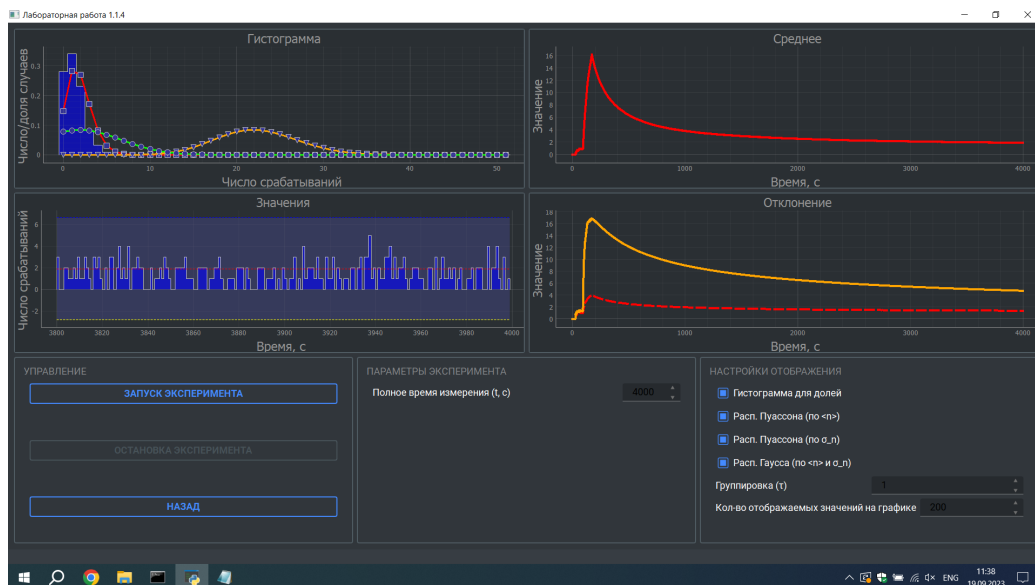 Лабораторная работа 1.1.4
Гистограмма
Число/доля случаев
0.3
0.2
0.1
0
0 10 20 30 40 50
Число срабатываний
Среднее
Значение
16
14
12
10
8
6
4
2
0
0 1000 2000 3000 4000
Время, с
Значения
Число срабатываний
6
4
2
0
-2
3800 3820 3840 3860 3880 3900 3920 3940 3960 3980 4000
Время, с
Отклонение
Значение
18
16
14
12
10
8
6
4
2
0
0 1000 2000 3000 4000
Время, с
УПРАВЛЕНИЕ
ЗАПУСК ЭКСПЕРИМЕНТА
ОСТАНОВКА ЭКСПЕРИМЕНТА
НАЗАД
ПАРАМЕТРЫ ЭКСПЕРИМЕНТА
Полное время измерения (t, с) 4000
НАСТРОЙКИ ОТОБРАЖЕНИЯ
Гистограмма для долей
Расп. Пуассона (по <n>)
Расп. Пуассона (по σ_n)
Расп. Гаусса (по <n> и σ_n)
Группировка (τ) 1
Кол-во отображаемых значений на графике 200
ENG
11:38
19.09.2023